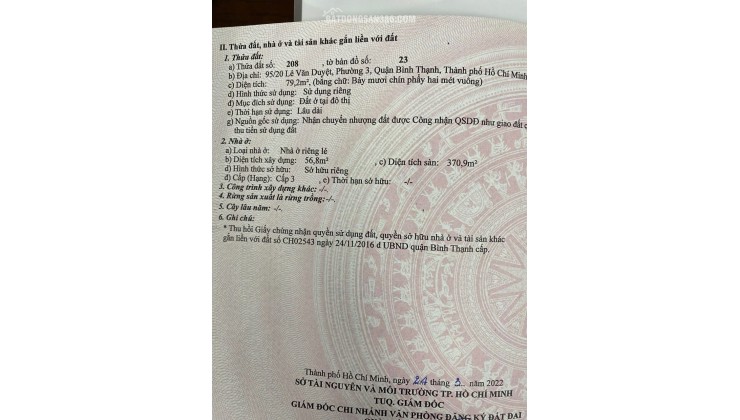 BATDONGSAN386.COM
II. Thửa đất, nhà ở và tài sản khác gắn liền với đất
1. Thửa đất:
a) Thửa đất số: 208 , tờ bản đồ số: 23
b) Địa chỉ: 95/20 Lê Văn Duyệt, Phường 3, Quận Bình Thạnh, Thành phố Hồ Chí Minh
c) Diện tích: 79,2m², (bằng chữ: Bảy mươi chín phẩy hai mét vuông)
d) Hình thức sử dụng: Sử dụng riêng
đ) Mục đích sử dụng: Đất ở tại đô thị
e) Thời hạn sử dụng: Lâu dài
g) Nguồn gốc sử dụng: Nhận chuyển nhượng đất được Công nhận QSDĐ như giao đất c
thu tiền sử dụng đất
2. Nhà ở:
a) Loại nhà ở: Nhà ở riêng lẻ
b) Diện tích xây dựng: 56,8m² , c) Diện tích sàn: 370,9m²
d) Hình thức sở hữu: Sở hữu riêng
đ) Cấp (Hạng): Cấp 3 , e) Thời hạn sở hữu: -/-
3. Công trình xây dựng khác: -/-.
4. Rừng sản xuất là rừng trồng: -/-.
5. Cây lâu năm: -/-.
6. Ghi chú:
* Thu hồi Giấy chứng nhận quyền sử dụng đất, quyền sở hữu nhà ở và tài sản khác
gắn liền với đất số CH02543 ngày 24/11/2016 d UBND quận Bình Thạnh cấp.
Thành phố Hồ Chí Minh, ngày 24 tháng 3 năm 2022
SỞ TÀI NGUYÊN VÀ MÔI TRƯỜNG TP. HỒ CHÍ MINH
TUQ. GIÁM ĐỐC
GIÁM ĐỐC CHI NHÁNH VĂN PHÒNG ĐĂNG KÝ ĐẤT ĐAI